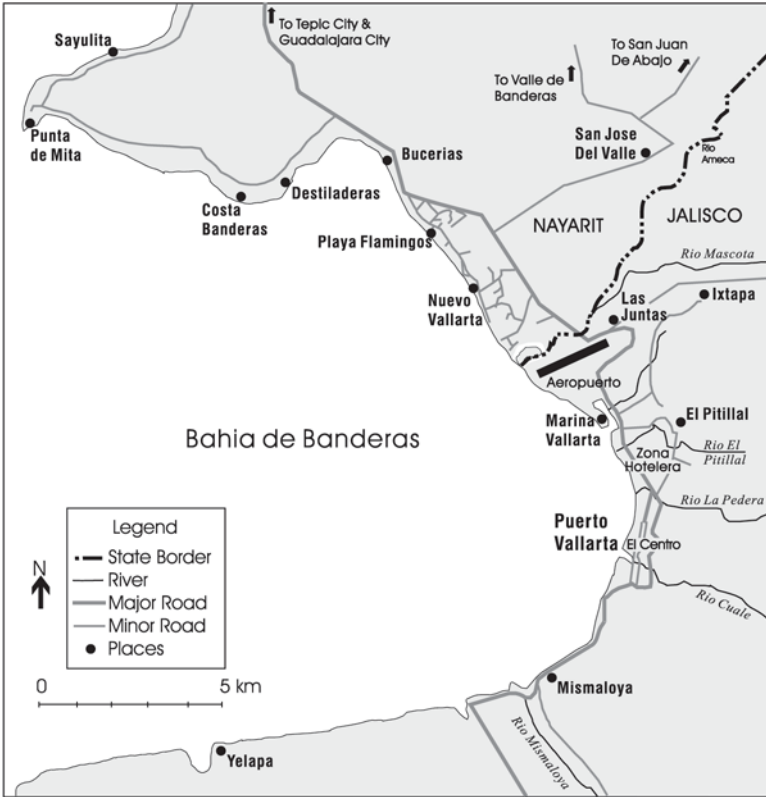 To Tepic City &
Guadalajara City
Sayulita
To San Juan
De Abajo
To Valle de
Banderas
Punta
de Mita
Bucerias
San Jose
Del Valle
Rio
Ameca
Destiladeras
Costa
Banderas
Playa Flamingos
NAYARIT
JALISCO
Rio Mascota
Nuevo
Vallarta
Las
Juntas
Ixtapa
Aeropuerto
Marina
Vallarta
El Pitillal
Bahia de Banderas
Rio El
Pitillal
Zona
Hotelera
Rio La Pedera
Puerto
Vallarta
El Centro
Legend
State Border
River
Major Road
Minor Road
Places
N
0 5 km
Rio Cuale
Mismaloya
Rio Mismaloya
Yelapa